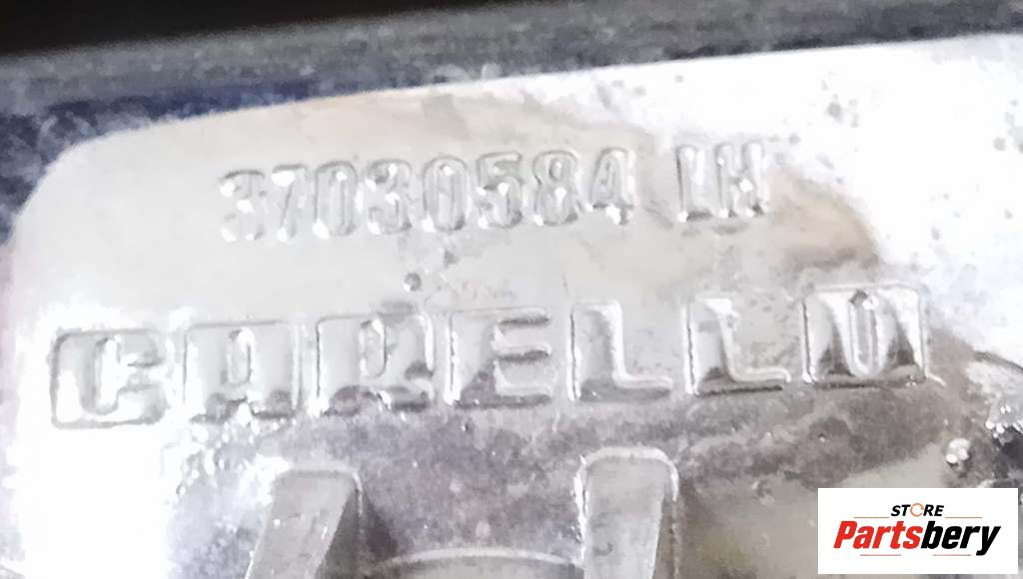 37030584 LH
CARELLO
STORE
Partsbery